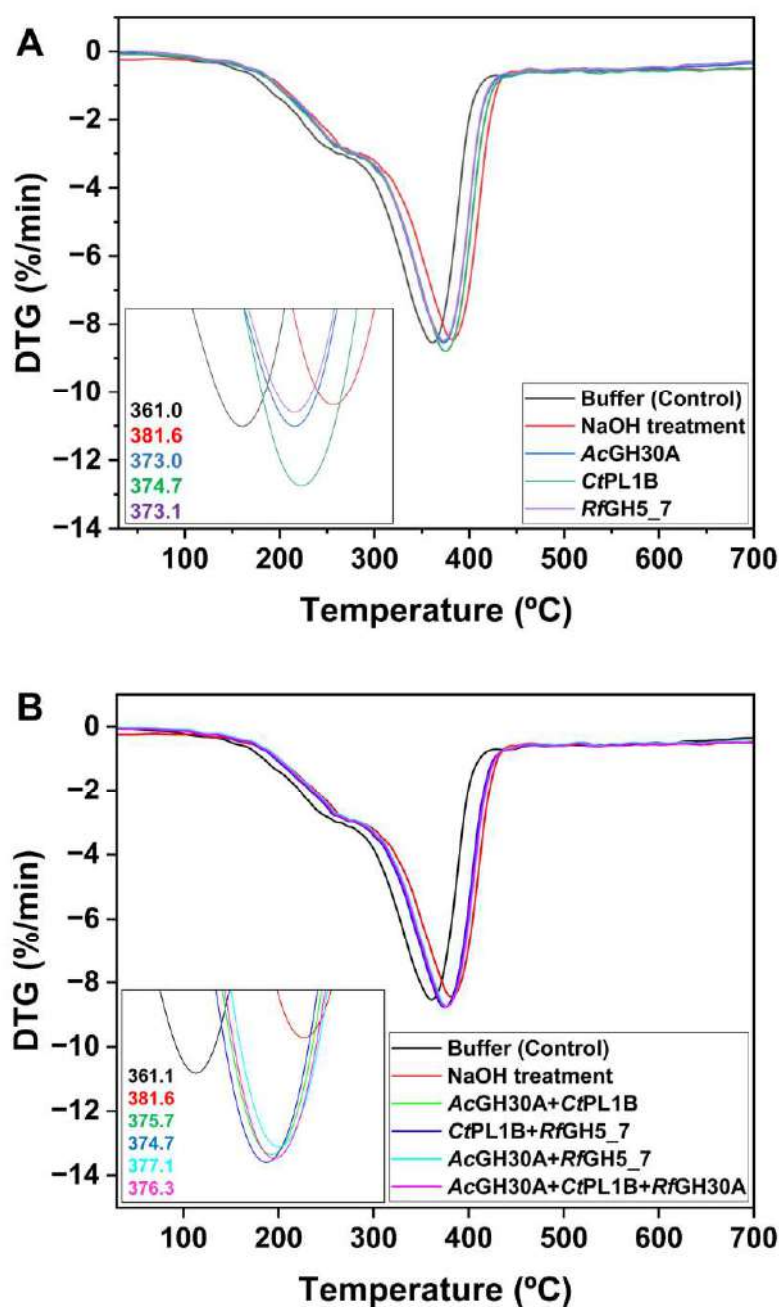 A
0
−2
−4
−6
−8
−10
−12
−14
DTG (%/min)
361.0
381.6
373.0
374.7
373.1
Buffer (Control)
NaOH treatment
AcGH30A
CtPL1B
RfGH5_7
100 200 300 400 500 600 700
Temperature (ºC)
B
0
−2
−4
−6
−8
−10
−12
−14
DTG (%/min)
361.1
381.6
375.7
374.7
377.1
376.3
Buffer (Control)
NaOH treatment
AcGH30A+CtPL1B
CtPL1B+RfGH5_7
AcGH30A+RfGH5_7
AcGH30A+CtPL1B+RfGH30A
100 200 300 400 500 600 700
Temperature (ºC)